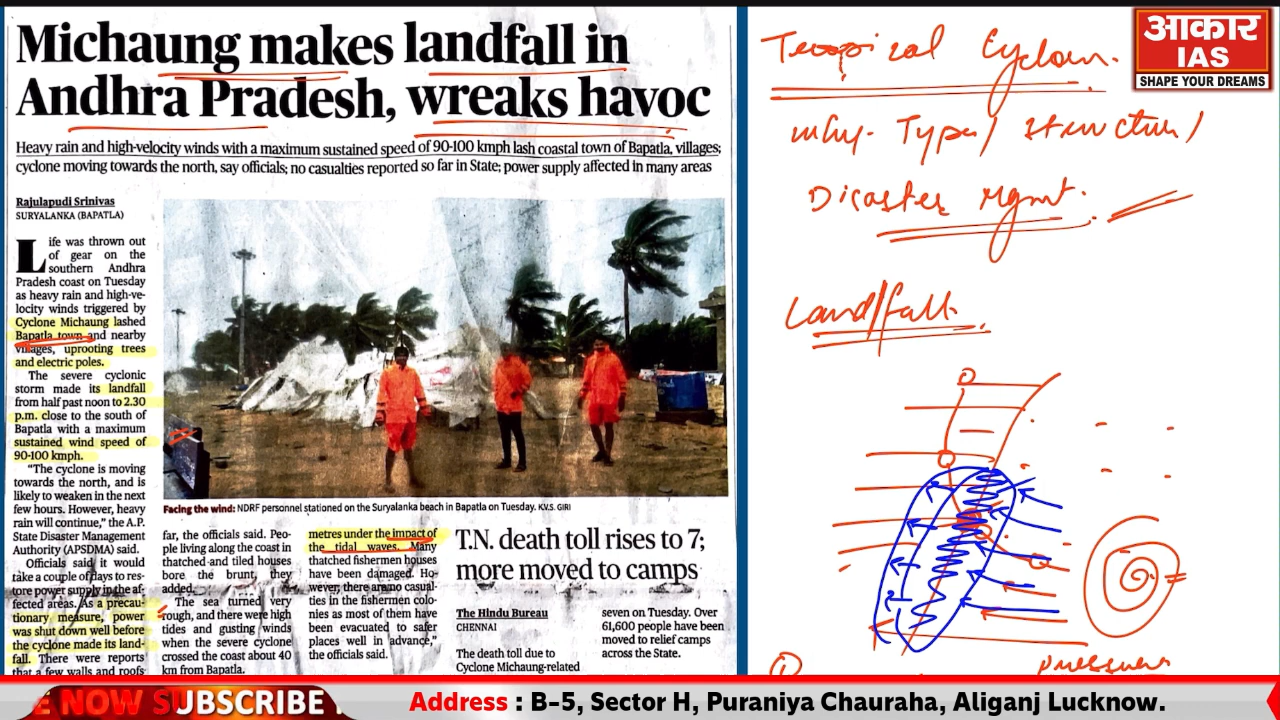 Michaung makes landfall in
Andhra Pradesh, wreaks havoc
Heavy rain and high-velocity winds with a maximum sustained speed of 90-100 kmph lash coastal town of Bapatla, villages;
cyclone moving towards the north, say officials; no casualties reported so far in State; power supply affected in many areas
Rajulapudi Srinivas
SURYALANKA (BAPATLA)
Life was thrown out
of gear on the
southern Andhra
Pradesh coast on Tuesday
as heavy rain and high-ve-
locity winds triggered by
Cyclone Michaung lashed
Bapatla town and nearby
villages, uprooting trees
and electric poles.
The severe cyclonic
storm made its landfall
from half past noon to 2.30
p.m. close to the south of
Bapatla with a maximum
sustained wind speed of
90-100 kmph.
"The cyclone is moving
towards the north, and is
likely to weaken in the next
few hours. However, heavy
rain will continue," the A.P.
State Disaster Management
Authority (APSDMA) said.
Officials said it would
take a couple of days to res-
tore power supply in the af-
fected areas. As a precau-
tionary measure, power
was shut down well before
the cyclone made its land-
fall. There were reports
that a few walls and roofs
Facing the wind: NDRF personnel stationed on the Suryalanka beach in Bapatla on Tuesday. K.V.S. GIRI
far, the officials said. Peo-
ple living along the coast in
thatched and tiled houses
bore the brunt, they
added.
The sea turned very
rough, and there were high
tides and gusting winds
when the severe cyclone
crossed the coast about 40
km from Bapatla.
metres under the impact of
the tidal waves. Many
thatched fishermen houses
have been damaged. Ho-
wever, there are no casual-
ties in the fishermen colo-
nies as most of them have
been evacuated to safer
places well in advance,"
the officials said.
T.N. death toll rises to 7;
more moved to camps
The Hindu Bureau
CHENNAI
The death toll due to
Cyclone Michaung-related
seven on Tuesday. Over
61,600 people have been
moved to relief camps
across the State.
आकार
IAS
SHAPE YOUR DREAMS
Tropical Cyclone.
Why. Type/ structure/
Disaster Mgmt.
Landfall.
① pressure
E NOW SUBSCRIBE
Address : B-5, Sector H, Puraniya Chauraha, Aliganj Lucknow.